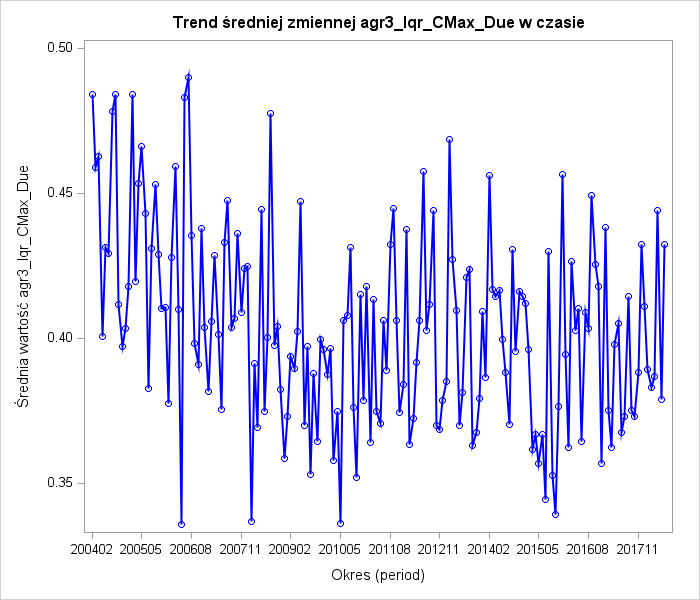 Trend średniej zmiennej agr3_Iqr_CMax_Due w czasie
Średnia wartość agr3_Iqr_CMax_Due
0.50
0.45
0.40
0.35
200402 200505 200608 200711 200902 201005 201108 201211 201402 201505 201608 201711
Okres (period)